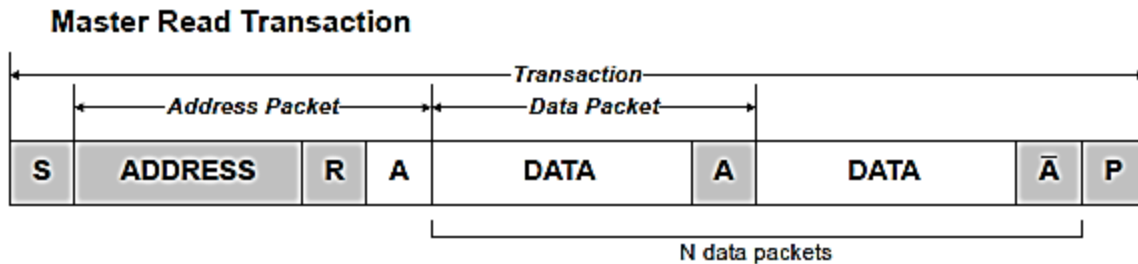 Master Read Transaction
Transaction
Address Packet Data Packet
S ADDRESS R A DATA A DATA A̅ P
N data packets